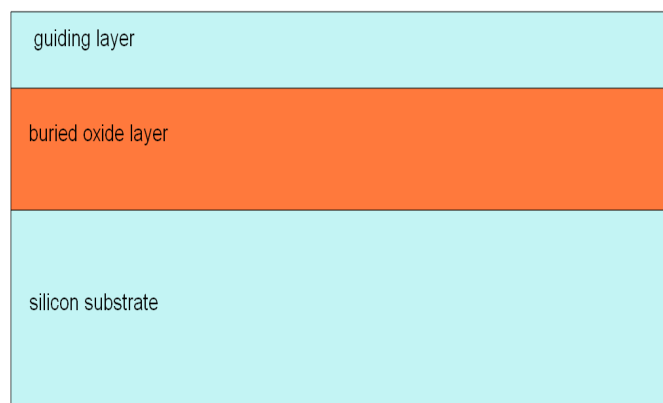 guiding layer
buried oxide layer
silicon substrate